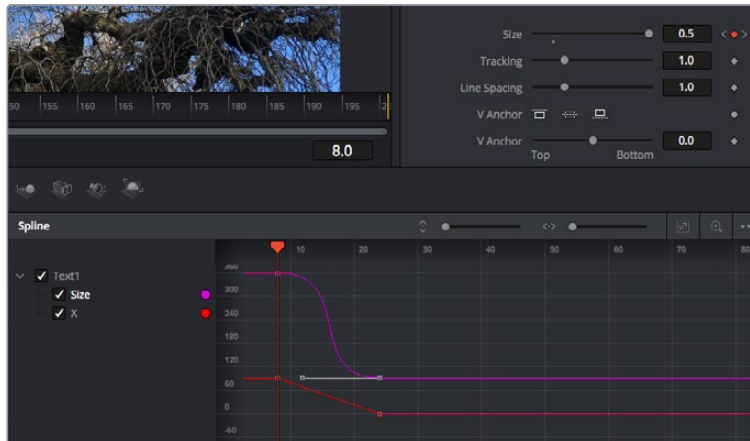 Size 0.5
Tracking 1.0
Line Spacing 1.0
V Anchor
V Anchor 0.0
Top Bottom
50 155 160 165 170 175 180 185 190 195
8.0
Spline
10 20 30 40 50 60 70 80
Text1
Size
X
360
300
240
180
120
60
0
-60